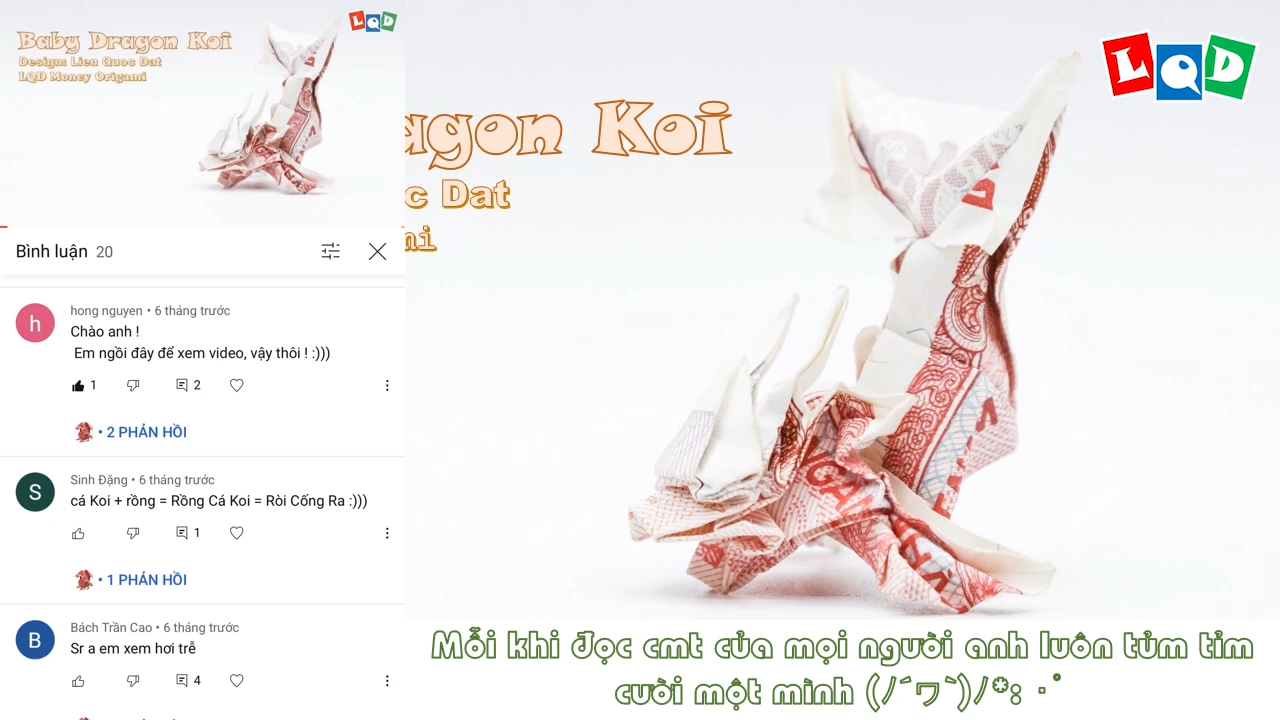 Baby Dragon Koi
Design: Lien Quoc Dat
LQD Money Origami
LQD
Bình luận 20
hong nguyen • 6 tháng trước
Chào anh !
Em ngồi đây để xem video, vậy thôi ! :)))
1 2
• 2 PHẢN HỒI
Sinh Đặng • 6 tháng trước
cá Koi + rồng = Rồng Cá Koi = Ròi Cống Ra :)))
1
• 1 PHẢN HỒI
Bách Trần Cao • 6 tháng trước
Sr a em xem hơi trễ
4
h
S
B
LQD
agon Koi
c Dat
mi
Mỗi khi đọc cmt của mọi người anh luôn tủm tỉm
cười một mình (/´ヮ`)/*: ･ﾟ